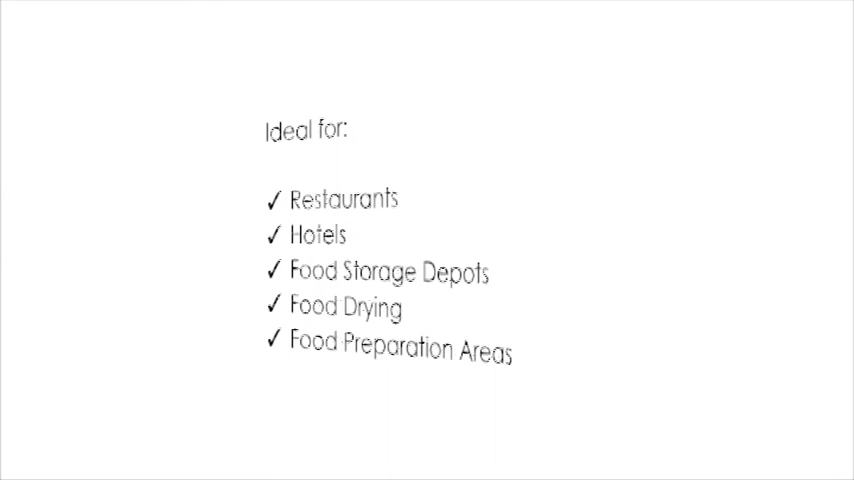 Ideal for:
✓ Restaurants
✓ Hotels
✓ Food Storage Depots
✓ Food Drying
✓ Food Preparation Areas